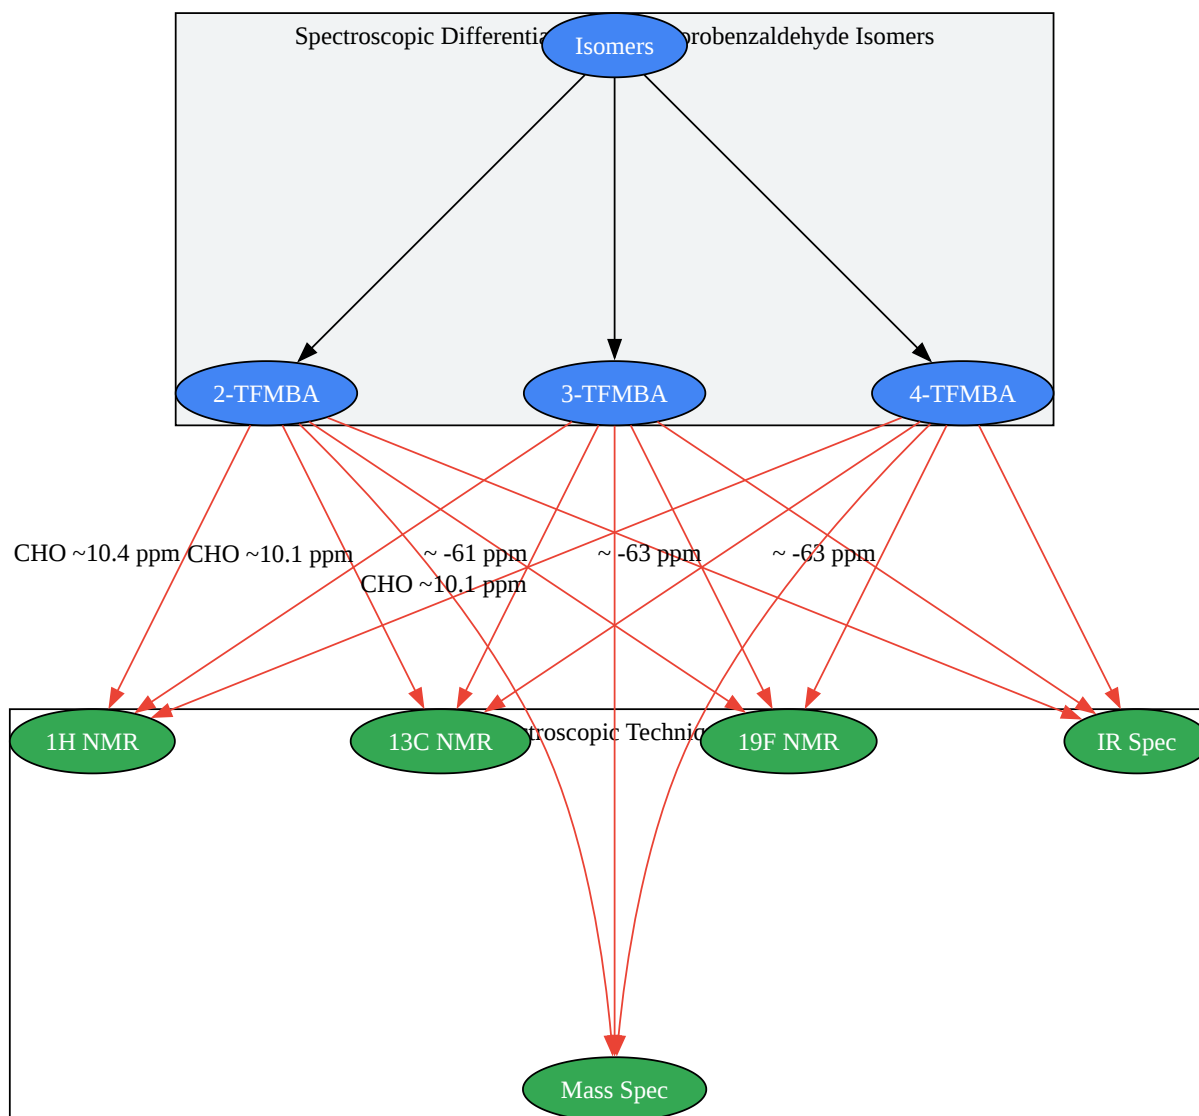 Spectroscopic Differentia
probenzaldehyde Isomers
Isomers
2-TFMBA
3-TFMBA
4-TFMBA
CHO ~10.4 ppm
CHO ~10.1 ppm
~ -61 ppm
~ -63 ppm
~ -63 ppm
CHO ~10.1 ppm
troscopic Techniq
1H NMR
13C NMR
19F NMR
IR Spec
Mass Spec